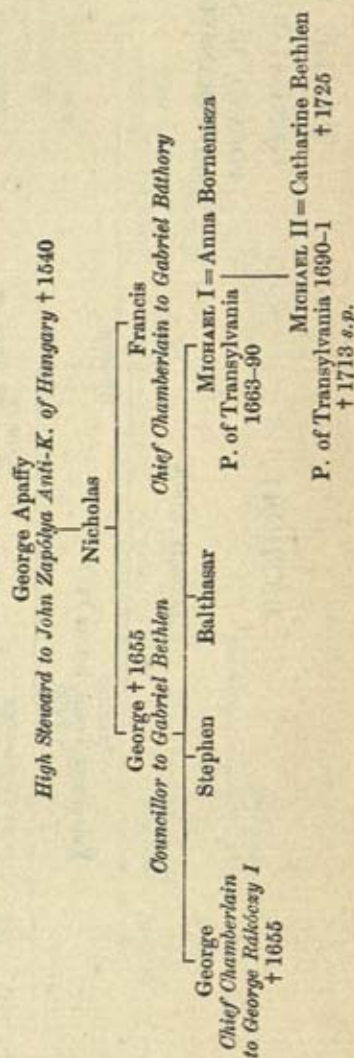 George Apaffy
High Steward to John Zapólya Anti-K. of Hungary † 1540
Nicholas
George † 1655
Councillor to Gabriel Bethlen
Francis
Chief Chamberlain to Gabriel Báthory
George
Chief Chamberlain
to George Rákóczy I
† 1655
Stephen
Balthasar
MICHAEL I = Anna Bornemisza
P. of Transylvania
1663-90
MICHAEL II = Catharine Bethlen
P. of Transylvania 1690-1
† 1725
† 1713 s.p.